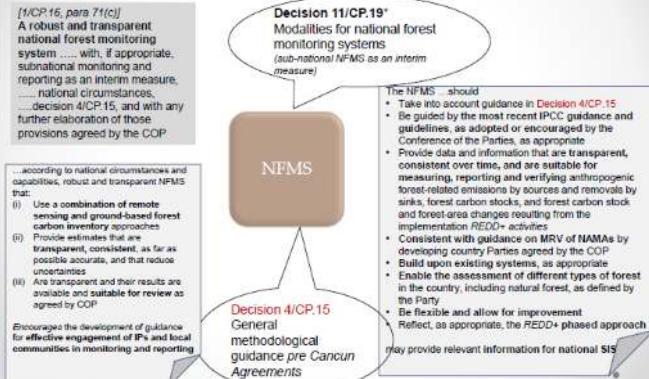 [1/CP.16, para 71(c)]
A robust and transparent
national forest monitoring
system ..... with, if appropriate,
subnational monitoring and
reporting as an interim measure,
..... national circumstances,
....decision 4/CP.15, and with any
further elaboration of those
provisions agreed by the COP
Decision 11/CP.19*
Modalities for national forest
monitoring systems
(sub-national NFMS as an interim
measure)
NFMS
...according to national circumstances and
capabilities, robust and transparent NFMS
that:
(i) Use a combination of remote
sensing and ground-based forest
carbon inventory approaches
(ii) Provide estimates that are
transparent, consistent, as far as
possible accurate, and that reduce
uncertainties
(iii) Are transparent and their results are
available and suitable for review as
agreed by COP
Encourages the development of guidance
for effective engagement of IPs and local
communities in monitoring and reporting
Decision 4/CP.15
General
methodological
guidance pre Cancun
Agreements
The NFMS ...should
• Take into account guidance in Decision 4/CP.15
• Be guided by the most recent IPCC guidance and
guidelines, as adopted or encouraged by the
Conference of the Parties, as appropriate
• Provide data and information that are transparent,
consistent over time, and are suitable for
measuring, reporting and verifying anthropogenic
forest-related emissions by sources and removals by
sinks, forest carbon stocks, and forest carbon stock
and forest-area changes resulting from the
implementation REDD+ activities
• Consistent with guidance on MRV of NAMAs by
developing country Parties agreed by the COP
• Build upon existing systems, as appropriate
• Enable the assessment of different types of forest
in the country, including natural forest, as defined by
the Party
• Be flexible and allow for improvement
• Reflect, as appropriate, the REDD+ phased approach
may provide relevant information for national SIS